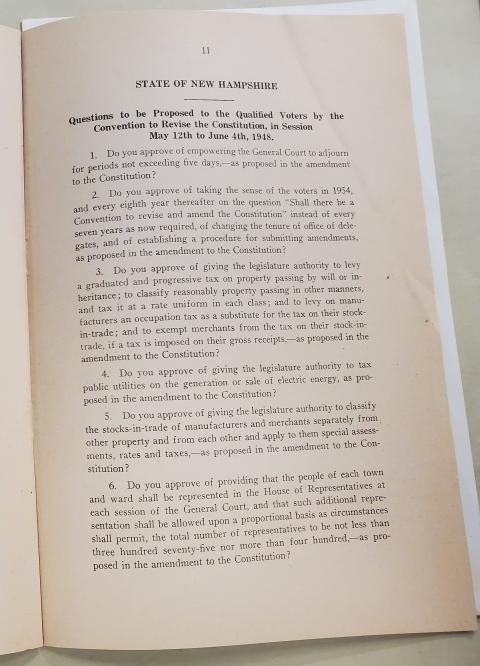 11
STATE OF NEW HAMPSHIRE
Questions to be Proposed to the Qualified Voters by the
Convention to Revise the Constitution, in Session
May 12th to June 4th, 1948.
1. Do you approve of empowering the General Court to adjourn
for periods not exceeding five days,—as proposed in the amendment
to the Constitution?
2. Do you approve of taking the sense of the voters in 1954,
and every eighth year thereafter on the question "Shall there be a
Convention to revise and amend the Constitution" instead of every
seven years as now required, of changing the tenure of office of dele-
gates, and of establishing a procedure for submitting amendments,
as proposed in the amendment to the Constitution?
3. Do you approve of giving the legislature authority to levy
a graduated and progressive tax on property passing by will or in-
heritance; to classify reasonably property passing in other manners,
and tax it at a rate uniform in each class; and to levy on manu-
facturers an occupation tax as a substitute for the tax on their stock-
in-trade; and to exempt merchants from the tax on their stock-in-
trade, if a tax is imposed on their gross receipts,—as proposed in the
amendment to the Constitution?
4. Do you approve of giving the legislature authority to tax
public utilities on the generation or sale of electric energy, as pro-
posed in the amendment to the Constitution?
5. Do you approve of giving the legislature authority to classify
the stocks-in-trade of manufacturers and merchants separately from
other property and from each other and apply to them special assess-
ments, rates and taxes,—as proposed in the amendment to the Con-
stitution?
6. Do you approve of providing that the people of each town
and ward shall be represented in the House of Representatives at
each session of the General Court, and that such additional repre-
sentation shall be allowed upon a proportional basis as circumstances
shall permit, the total number of representatives to be not less than
three hundred seventy-five nor more than four hundred,—as pro-
posed in the amendment to the Constitution?